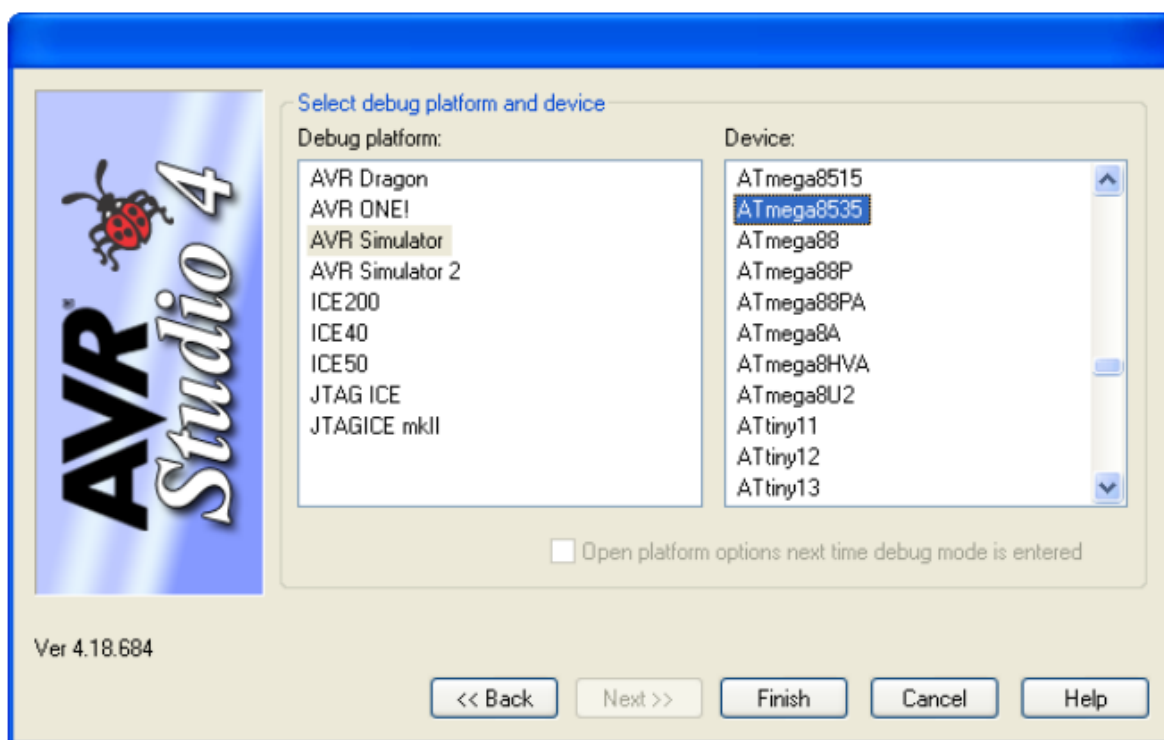 AVR
Studio 4
Select debug platform and device
Debug platform:
AVR Dragon
AVR ONE!
AVR Simulator
AVR Simulator 2
ICE200
ICE40
ICE50
JTAG ICE
JTAGICE mkII
Device:
ATmega8515
ATmega8535
ATmega88
ATmega88P
ATmega88PA
ATmega8A
ATmega8HVA
ATmega8U2
ATtiny11
ATtiny12
ATtiny13
Open platform options next time debug mode is entered
Ver 4.18.684
<< Back
Next >>
Finish
Cancel
Help